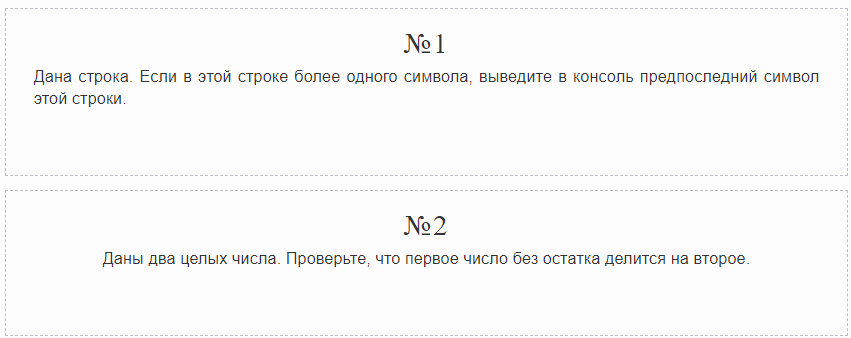 №1
Дана строка. Если в этой строке более одного символа, выведите в консоль предпоследний символ
этой строки.
№2
Даны два целых числа. Проверьте, что первое число без остатка делится на второе.